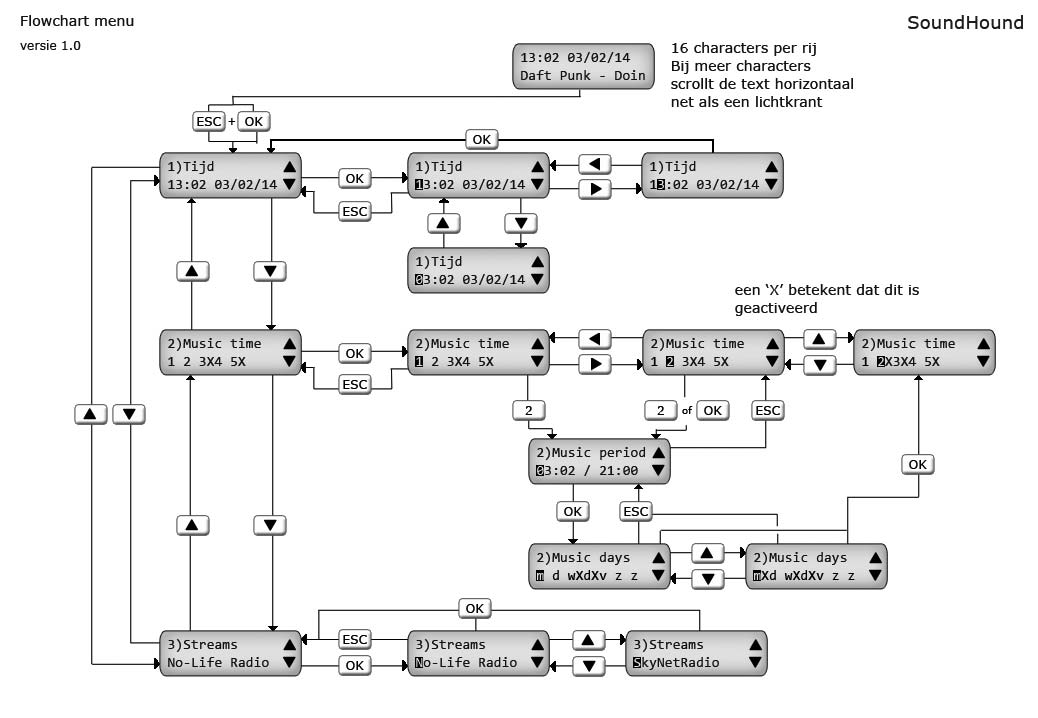 Flowchart menu
SoundHound
versie 1.0
13:02 03/02/14
Daft Punk - Doin
16 characters per rij
Bij meer characters
scrollt de text horizontaal
net als een lichtkrant
ESC + OK
OK
1)Tijd
13:02 03/02/14
OK
ESC
1)Tijd
13:02 03/02/14
1)Tijd
13:02 03/02/14
1)Tijd
03:02 03/02/14
een ‘X’ betekent dat dit is
geactiveerd
2)Music time
1 2 3X4 5X
OK
ESC
2)Music time
1 2 3X4 5X
2)Music time
1 2 3X4 5X
2)Music time
1 2X3X4 5X
2
2 of OK
ESC
2)Music period
03:02 / 21:00
OK
OK
ESC
2)Music days
m d wXdXv z z
2)Music days
mXd wXdXv z z
OK
3)Streams
No-Life Radio
ESC
OK
3)Streams
No-Life Radio
3)Streams
SkyNetRadio